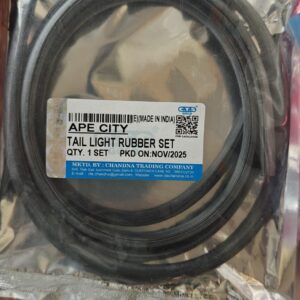 E(MADE IN INDIA)
C.T.C
APE CITY
TAIL LIGHT RUBBER SET
QTY. 1 SET PKD ON:NOV/2025
MKTD. BY : CHANDNA TRADING COMPANY